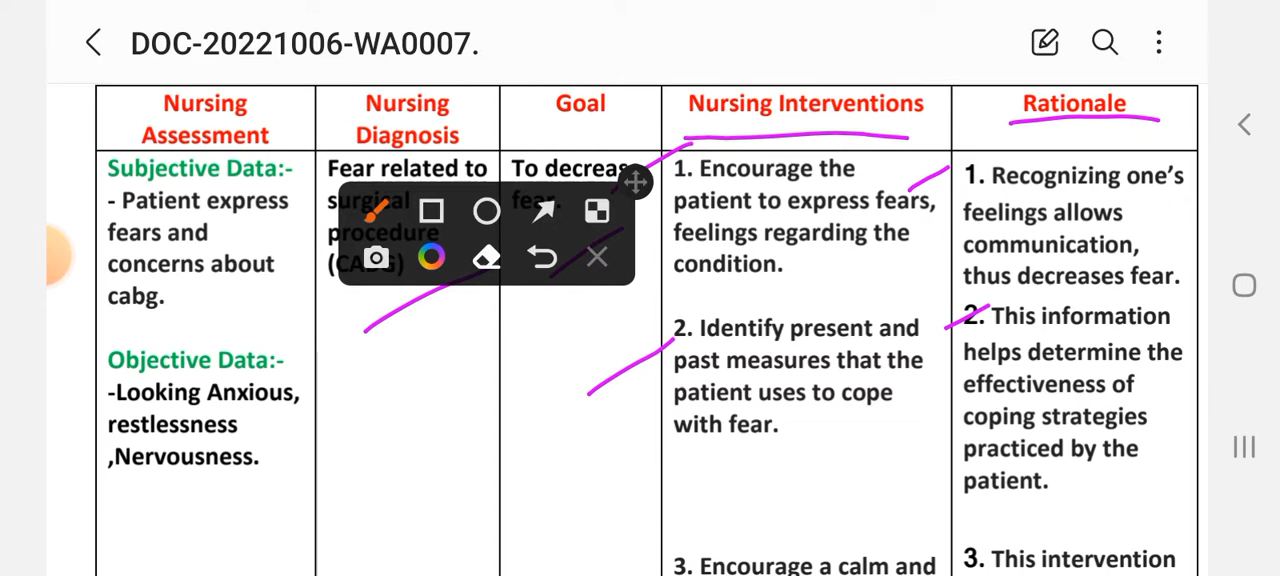 DOC-20221006-WA0007.
Nursing
Assessment
Nursing
Diagnosis
Goal
Nursing Interventions
Rationale
Subjective Data:-
- Patient express
fears and
concerns about
cabg.
Objective Data:-
-Looking Anxious,
restlessness
,Nervousness.
Fear related to
surgical
procedure
(CABG)
To decreas
fear.
1. Encourage the
patient to express fears,
feelings regarding the
condition.
2. Identify present and
past measures that the
patient uses to cope
with fear.
3. Encourage a calm and
1. Recognizing one’s
feelings allows
communication,
thus decreases fear.
2. This information
helps determine the
effectiveness of
coping strategies
practiced by the
patient.
3. This intervention